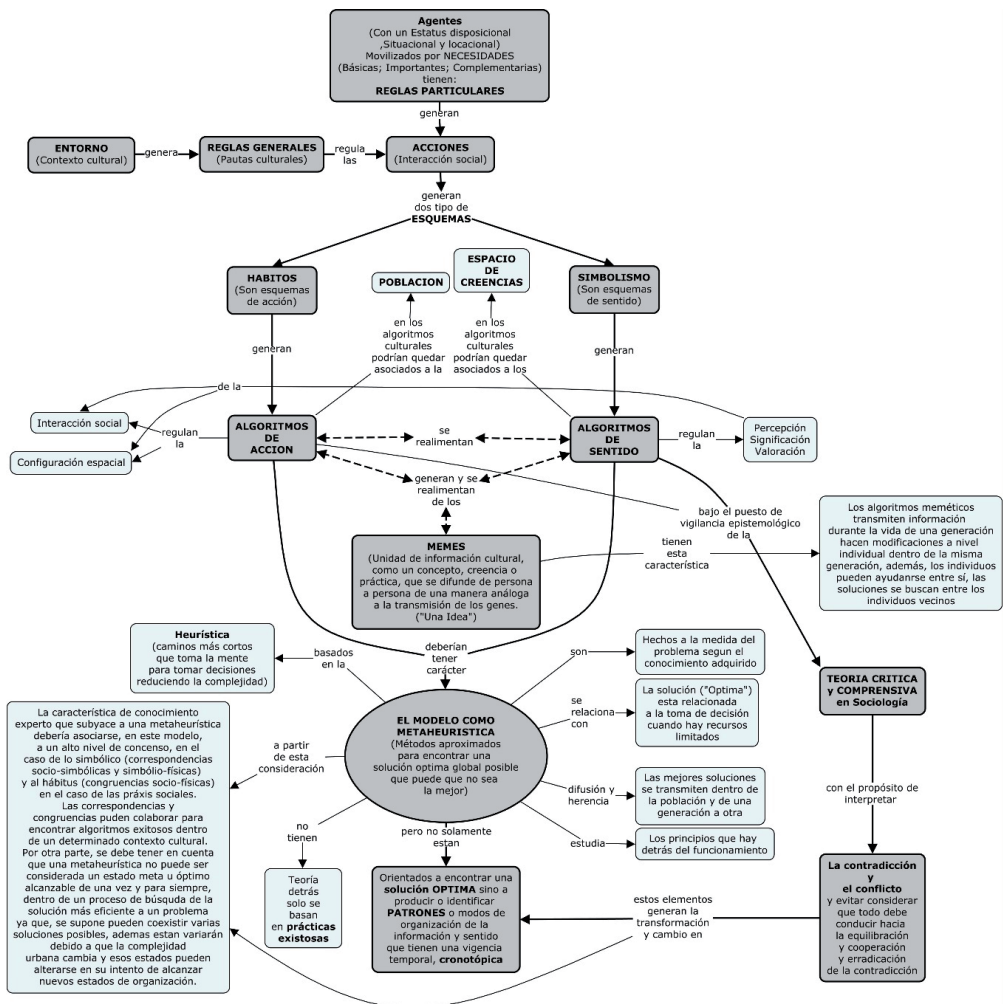 Agentes
(Con un Estatus disposicional
,Situacional y locacional)
Movilizados por NECESIDADES
(Básicas; Importantes; Complementarias)
tienen:
REGLAS PARTICULARES
generan
ENTORNO
(Contexto cultural)
genera
REGLAS GENERALES
(Pautas culturales)
regula
las
ACCIONES
(Interacción social)
generan
dos tipo de
ESQUEMAS
HABITOS
(Son esquemas
de acción)
POBLACION
ESPACIO
DE
CREENCIAS
SIMBOLISMO
(Son esquemas
de sentido)
en los
algoritmos
culturales
podrían quedar
asociados a la
en los
algoritmos
culturales
podrían quedar
asociados a los
generan
generan
de la
Interacción social
Configuración espacial
regulan
la
ALGORITMOS
DE
ACCION
se
realimentan
ALGORITMOS
DE
SENTIDO
regulan
la
Percepción
Significación
Valoración
generan y se
realimentan
de los
bajo el puesto de
vigilancia epistemológico
de la
MEMES
(Unidad de información cultural,
como un concepto, creencia o
práctica, que se difunde de persona
a persona de una manera análoga
a la transmisión de los genes.
("Una Idea")
tienen
esta
característica
Los algoritmos meméticos
transmiten información
durante la vida de una generación
hacen modificaciones a nivel
individual dentro de la misma
generación, además, los individuos
pueden ayudanrse entre sí, las
soluciones se buscan entre los
individuos vecinos
Heurística
(caminos más cortos
que toma la mente
para tomar decisiones
reduciendo la complejidad)
basados
en la
deberían
tener
carácter
son
Hechos a la medida del
problema segun el
conocimiento adquirido
TEORIA CRITICA
y COMPRENSIVA
en Sociología
La característica de conocimiento
experto que subyace a una metaheurística
debería asociarse, en este modelo,
a un alto nivel de concenso, en el
caso de lo simbólico (correspondencias
socio-simbólicas y simbólio-físicas)
y al hábitus (congruencias socio-físicas)
en el caso de las práxis sociales.
Las correspondencias y
congruencias puden colaborar para
encontrar algoritmos exitosos dentro
de un determinado contexto cultural.
Por otra parte, se debe tener en cuenta
que una metaheurística no puede ser
considerada un estado meta u óptimo
alcanzable de una vez y para siempre,
dentro de un proceso de búsquda de la
solución más eficiente a un problema
ya que, se supone pueden coexistir varias
soluciones posibles, ademas estan variarán
debido a que la complejidad
urbana cambia y esos estados pueden
alterarse en su intento de alcanzar
nuevos estados de organización.
a partir
de esta
consideración
EL MODELO COMO
METAHEURISTICA
(Métodos aproximados
para encontrar una
solución optima global posible
que puede que no sea
la mejor)
se
relaciona
con
La solución ("Optima")
esta relacionada
a la toma de decisión
cuando hay recursos
limitados
difusión y
herencia
Las mejores soluciones
se transmiten dentro de
la población y de una
generación a otra
con el propósito de
interpretar
no
tienen
pero no solamente
estan
estudia
Los principios que hay
detrás del funcionamiento
Teoría
detrás
solo se
basan
en prácticas
existosas
Orientados a encontrar una
solución OPTIMA sino a
producir o identificar
PATRONES o modos de
organización de la
información y sentido
que tienen una vigencia
temporal, cronotópica
estos elementos
generan la
transformación
y cambio en
La contradicción
y
el conflicto
y evitar considerar
que todo debe
conducir hacia
la equilibración
y cooperación
y erradicación
de la contradicción